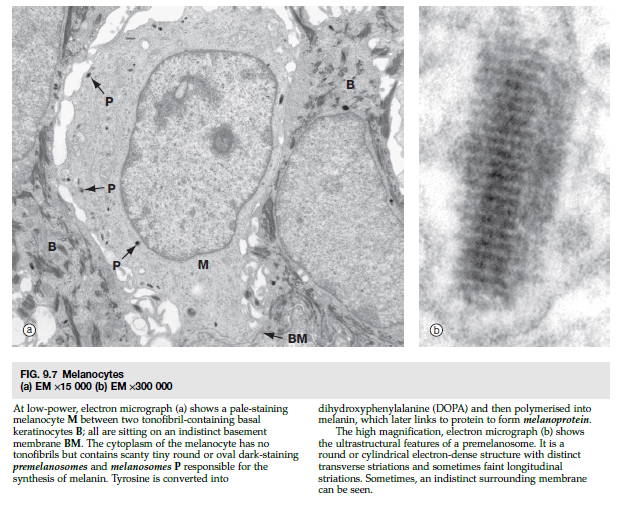 P
B
P
B
P
M
BM
a
b
FIG. 9.7 Melanocytes
(a) EM ×15 000 (b) EM ×300 000
At low-power, electron micrograph (a) shows a pale-staining
melanocyte M between two tonofibril-containing basal
keratinocytes B; all are sitting on an indistinct basement
membrane BM. The cytoplasm of the melanocyte has no
tonofibrils but contains scanty tiny round or oval dark-staining
premelanosomes and melanosomes P responsible for the
synthesis of melanin. Tyrosine is converted into
dihydroxyphenylalanine (DOPA) and then polymerised into
melanin, which later links to protein to form melanoprotein.
The high magnification, electron micrograph (b) shows
the ultrastructural features of a premelanosome. It is a
round or cylindrical electron-dense structure with distinct
transverse striations and sometimes faint longitudinal
striations. Sometimes, an indistinct surrounding membrane
can be seen.